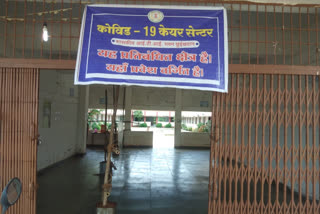 कोविड - 19 केयर सेन्टर
यह प्रतिबंधित क्षेत्र है।
यहाँ प्रवेश वर्जित है।